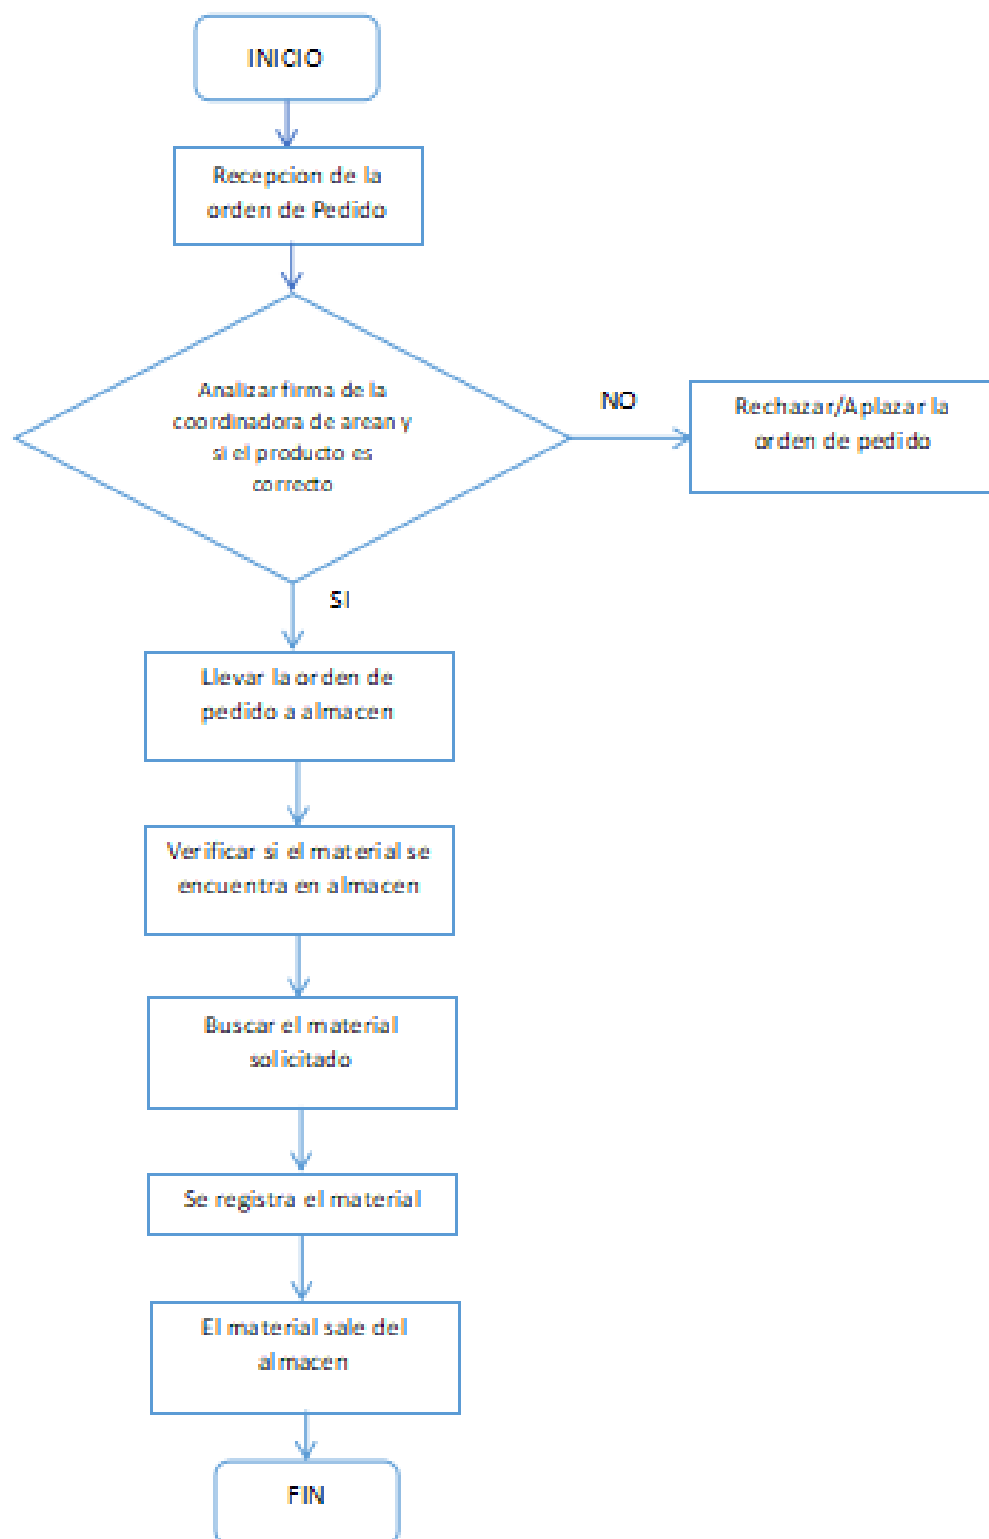 INICIO
Recepcion de la
orden de Pedido
Analizar firma de la
coordinadora de arean y
si el producto es
correcto
NO
Rechazar/Aplazar la
orden de pedido
SI
Llevar la orden de
pedido a almacen
Verificar si el material se
encuentra en almacen
Buscar el material
solicitado
Se registra el material
El material sale del
almacen
FIN